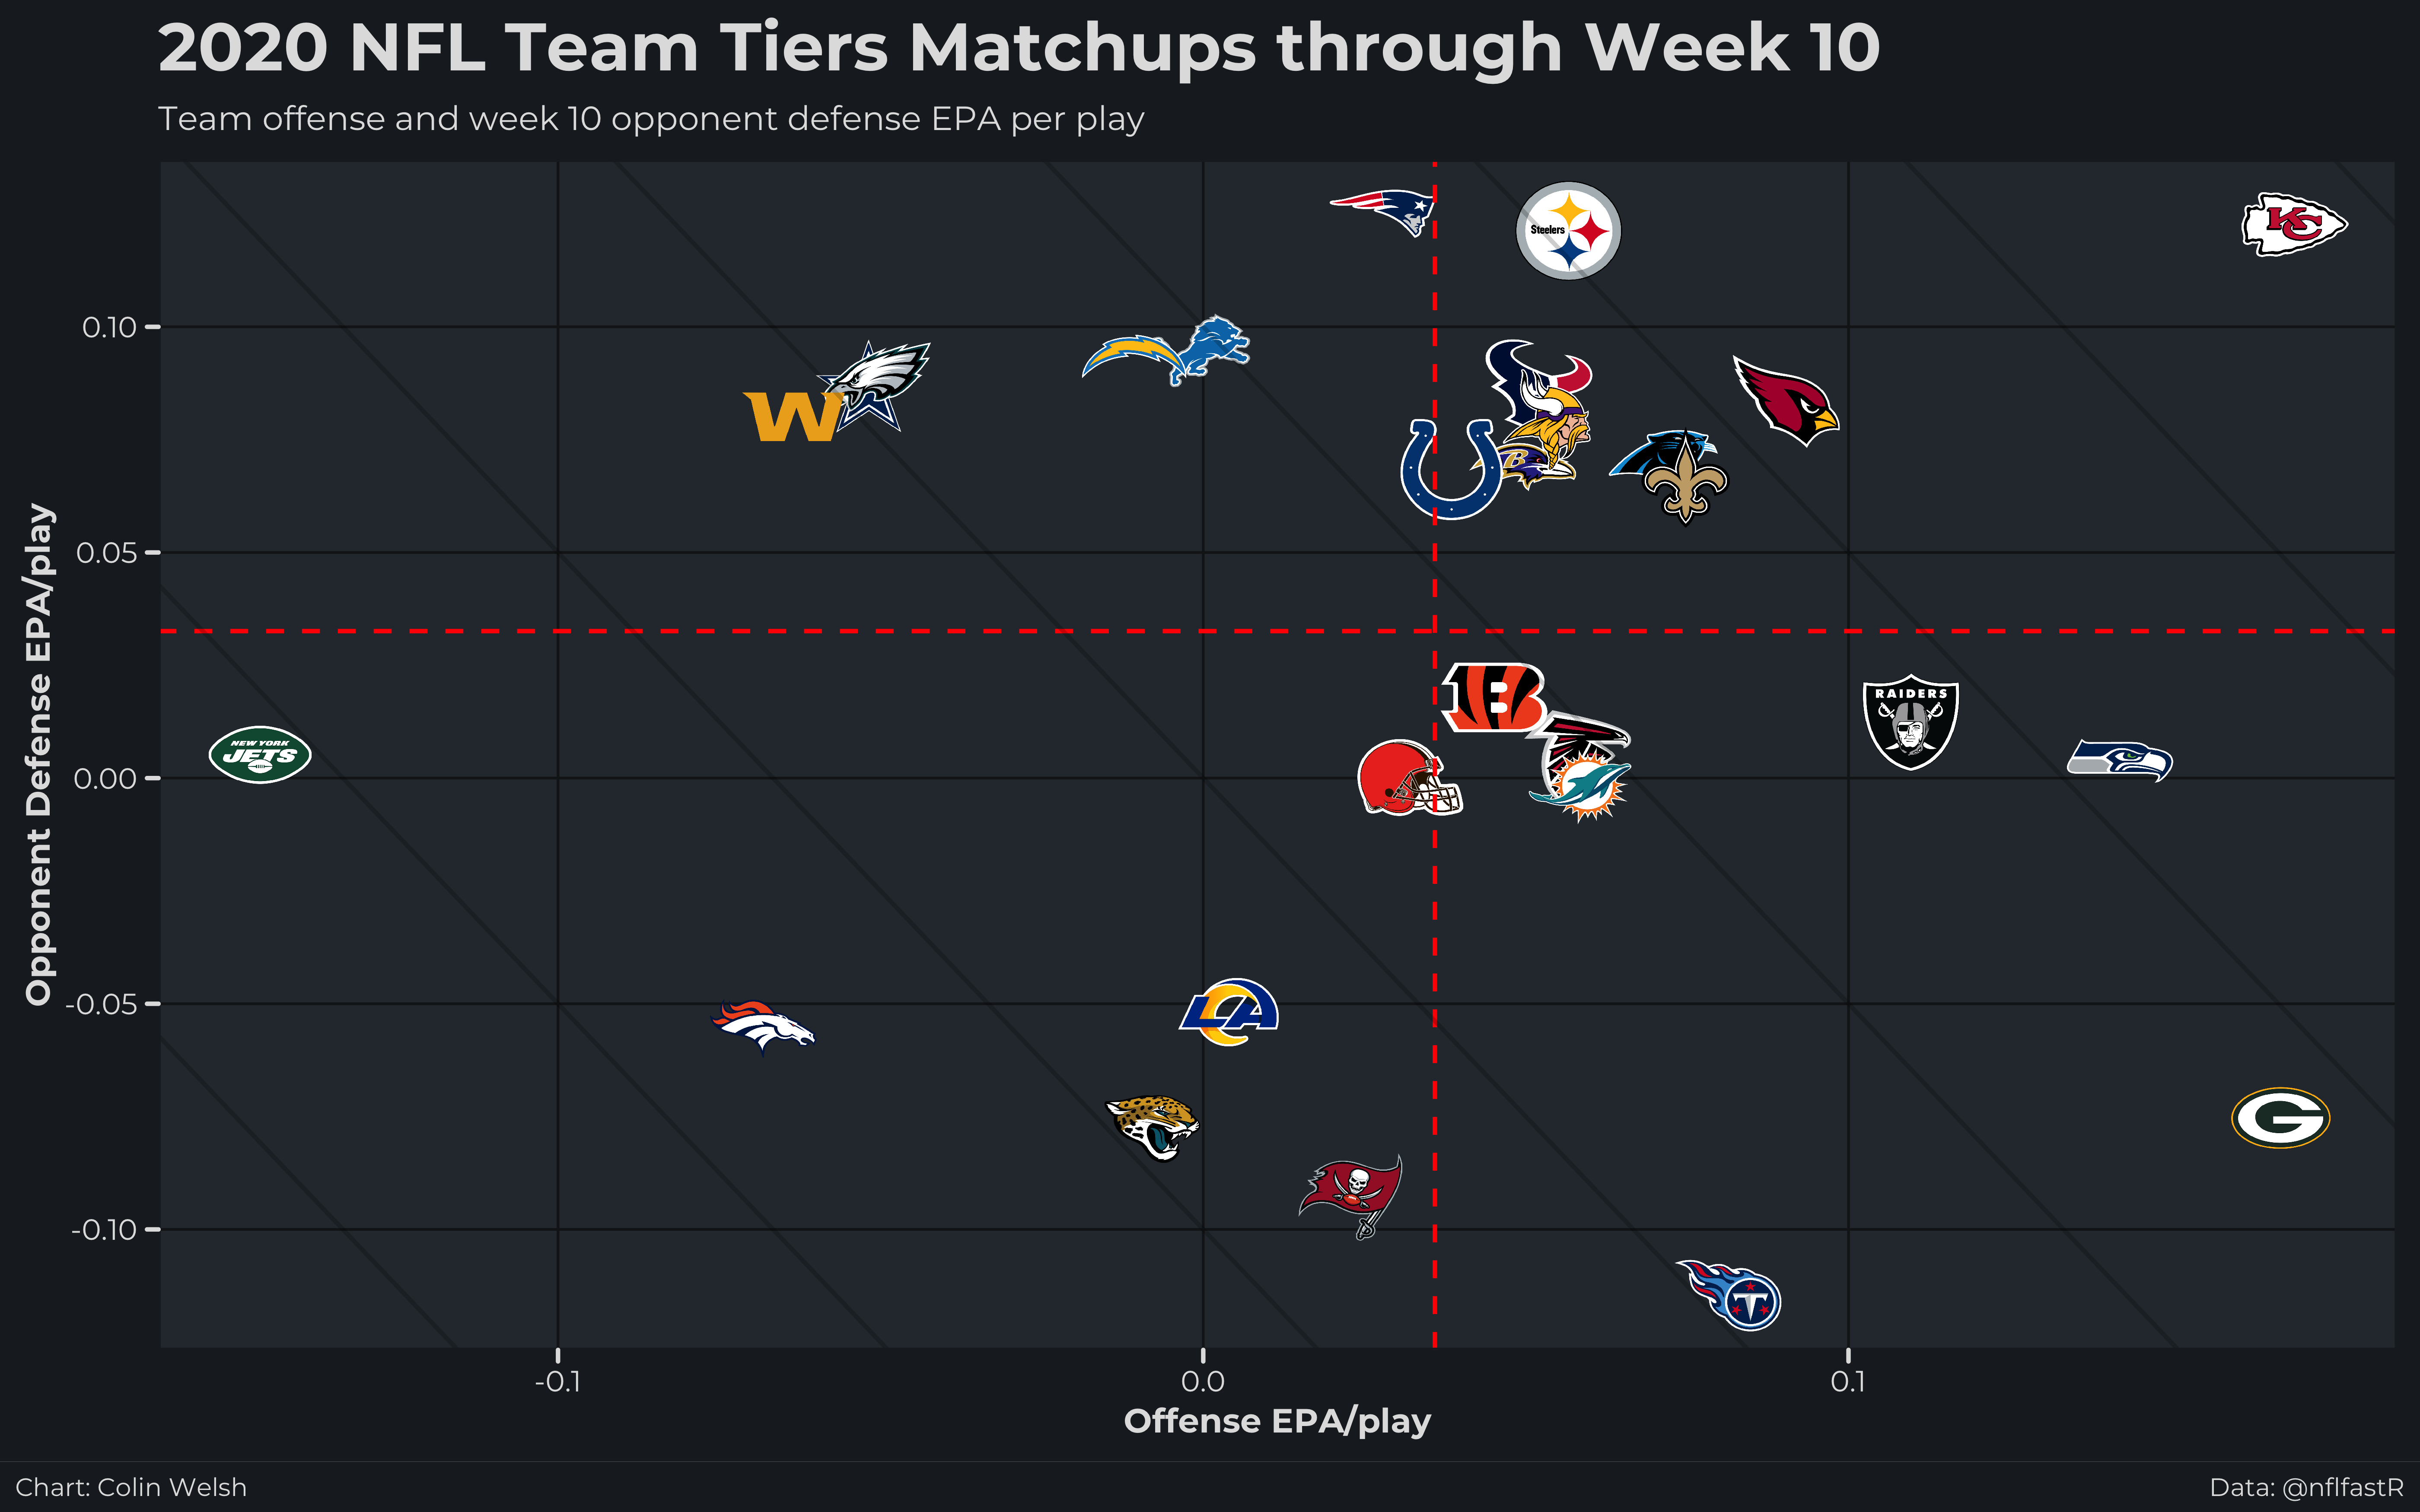 2020 NFL Team Tiers Matchups through Week 10
Team offense and week 10 opponent defense EPA per play
Opponent Defense EPA/play
0.10
0.05
0.00
-0.05
-0.10
Steelers
KC
W
B
B
RAIDERS
NEW YORK
JETS
LA
G
T
-0.1
0.0
0.1
Offense EPA/play
Chart: Colin Welsh
Data: @nflfastR